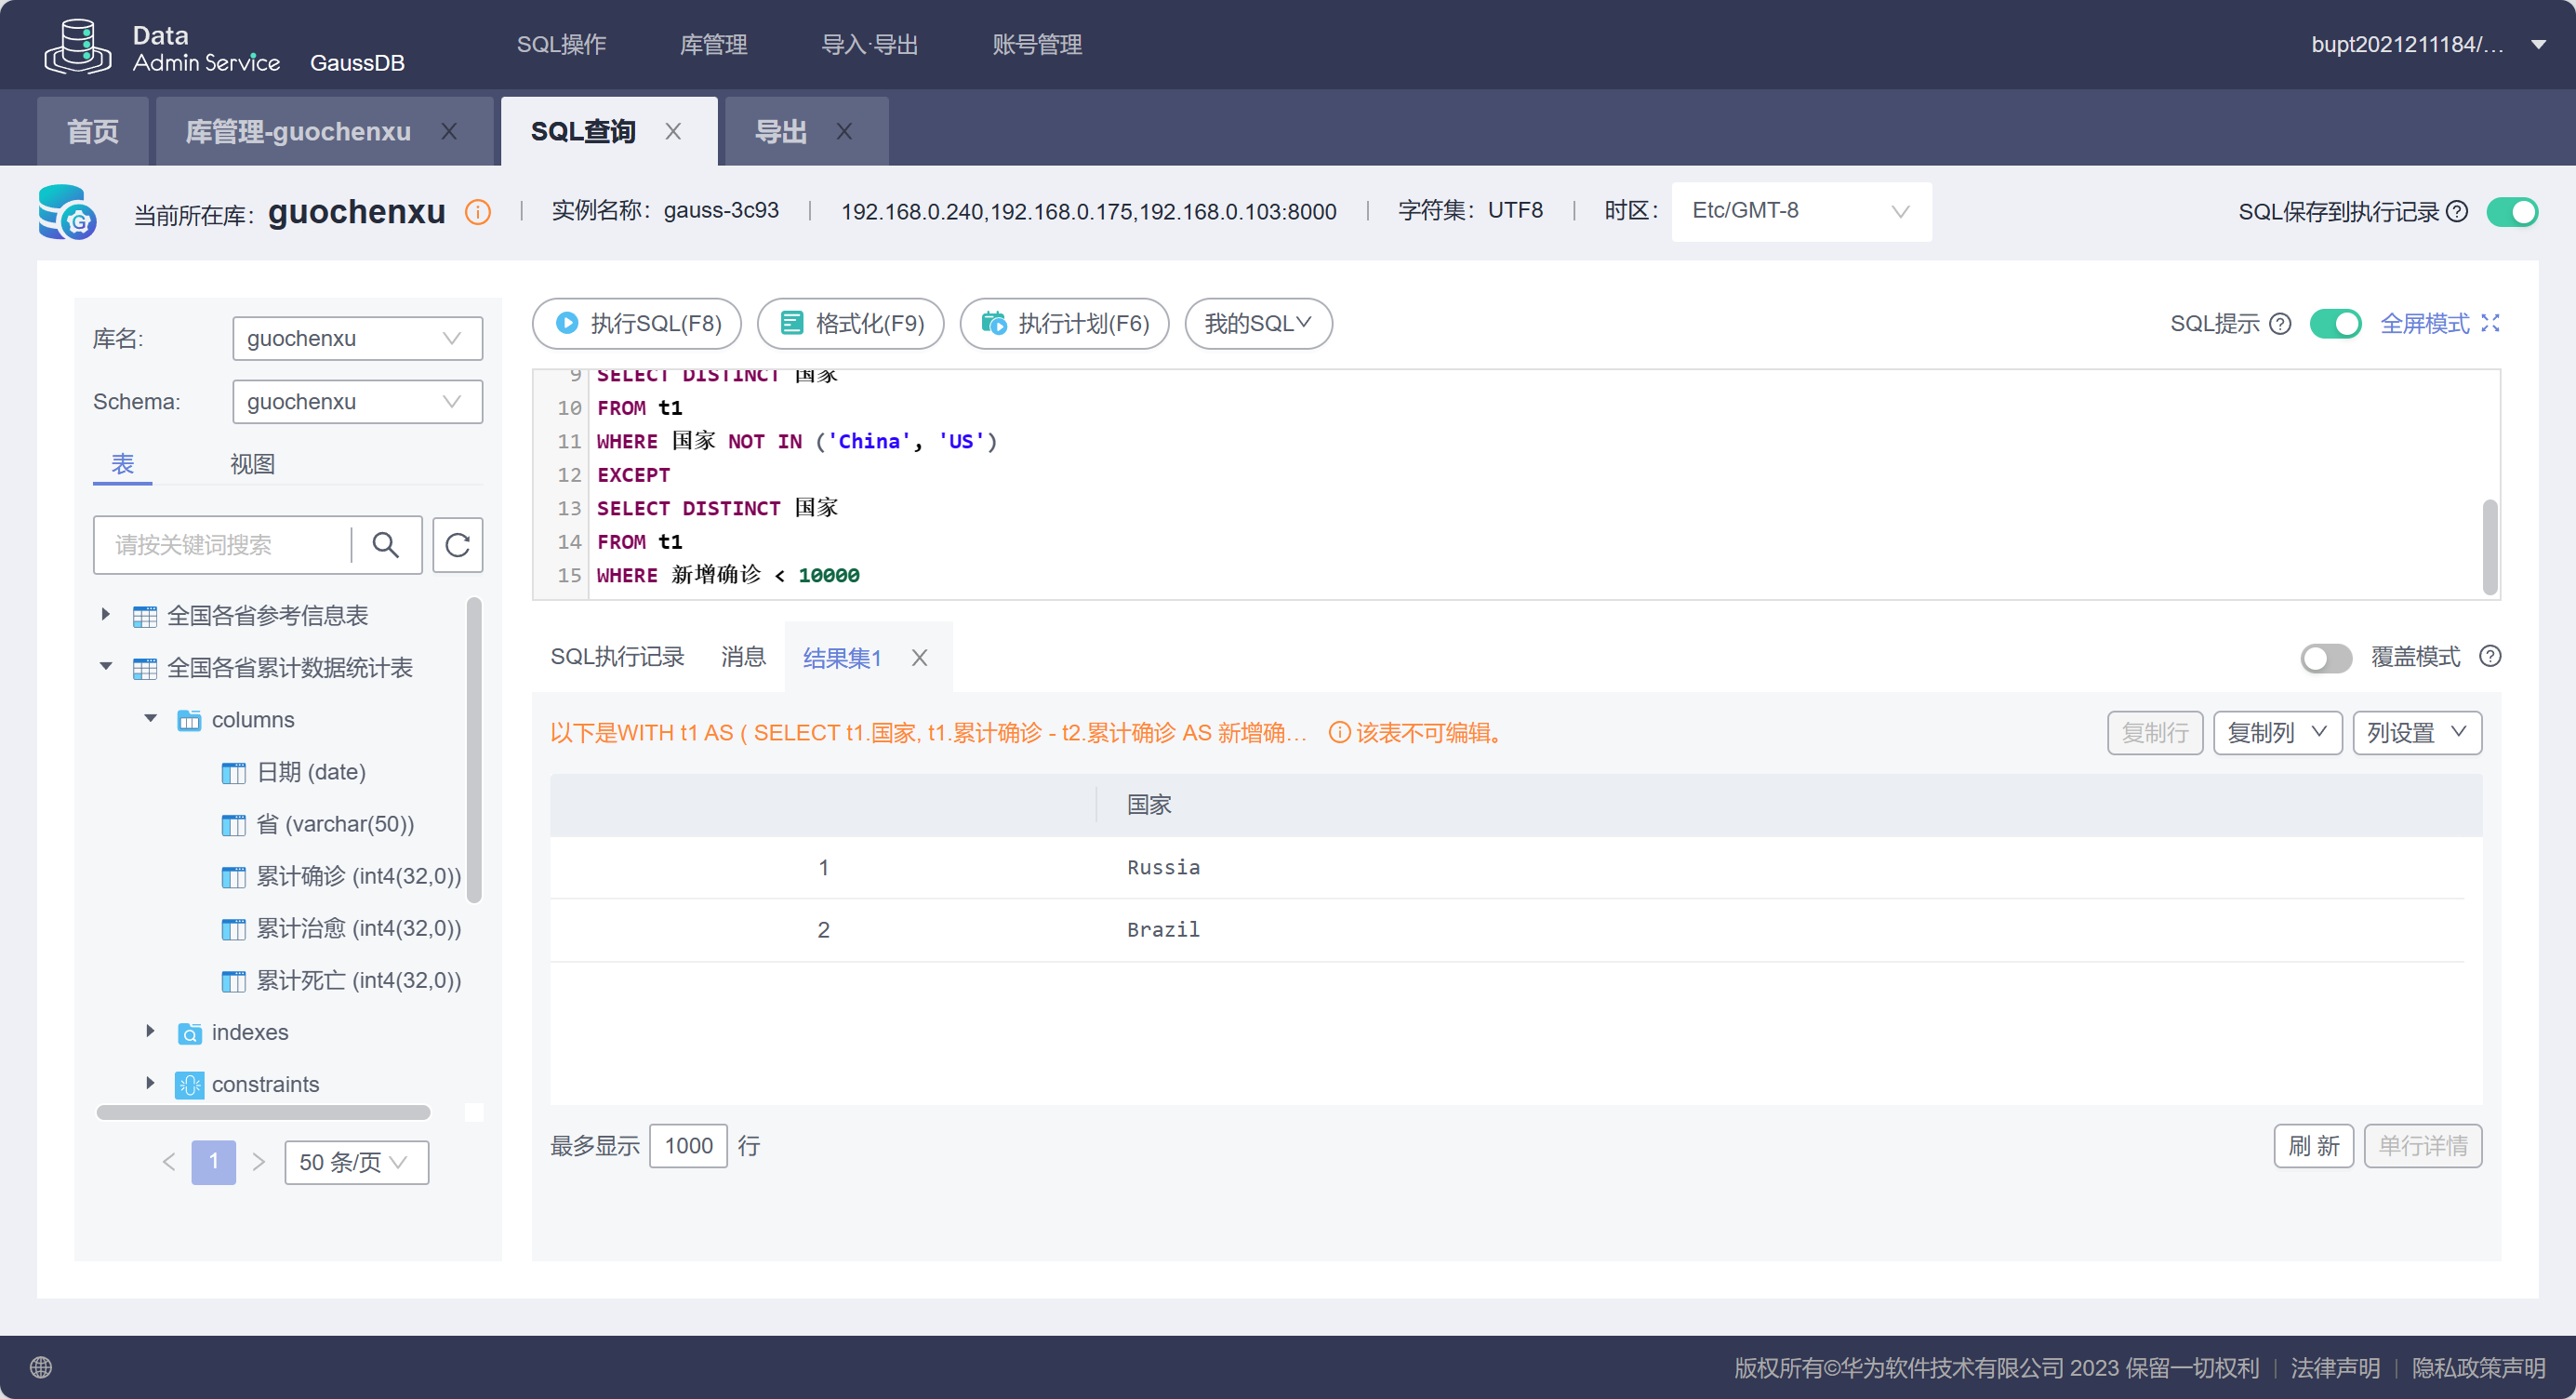 Data
Admin Service GaussDB SQL操作 库管理 导入·导出 账号管理 bupt2021211184/...
首页 库管理-guochenxu SQL查询 导出
当前所在库: guochenxu 实例名称: gauss-3c93 192.168.0.240,192.168.0.175,192.168.0.103:8000 字符集: UTF8 时区: Etc/GMT-8 SQL保存到执行记录
库名: guochenxu
Schema: guochenxu
表 视图
请按关键词搜索
全国各省参考信息表
全国各省累计数据统计表
columns
日期 (date)
省 (varchar(50))
累计确诊 (int4(32,0))
累计治愈 (int4(32,0))
累计死亡 (int4(32,0))
indexes
constraints
1 50 条/页
执行SQL(F8) 格式化(F9) 执行计划(F6) 我的SQL SQL提示 全屏模式
9 SELECT DISTINCT 国家
10 FROM t1
11 WHERE 国家 NOT IN ('China', 'US')
12 EXCEPT
13 SELECT DISTINCT 国家
14 FROM t1
15 WHERE 新增确诊 < 10000
SQL执行记录 消息 结果集1 覆盖模式
以下是WITH t1 AS ( SELECT t1.国家, t1.累计确诊 - t2.累计确诊 AS 新增确... 该表不可编辑。 复制行 复制列 列设置
国家
1 Russia
2 Brazil
最多显示 1000 行 刷 新 单行详情
版权所有©华为软件技术有限公司 2023 保留一切权利 | 法律声明 | 隐私政策声明